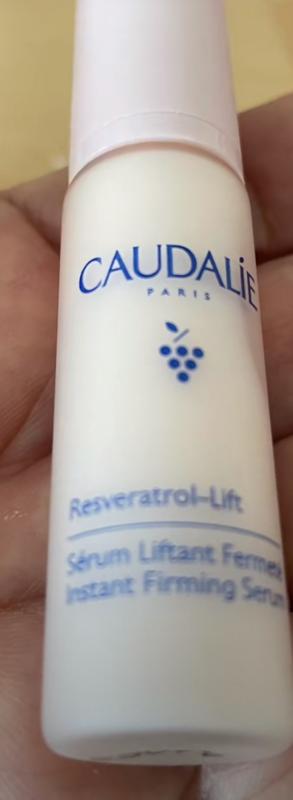 CAUDALIE
PARIS
Resveratrol-Lift
Sérum Liftant Fermeté
Instant Firming Serum